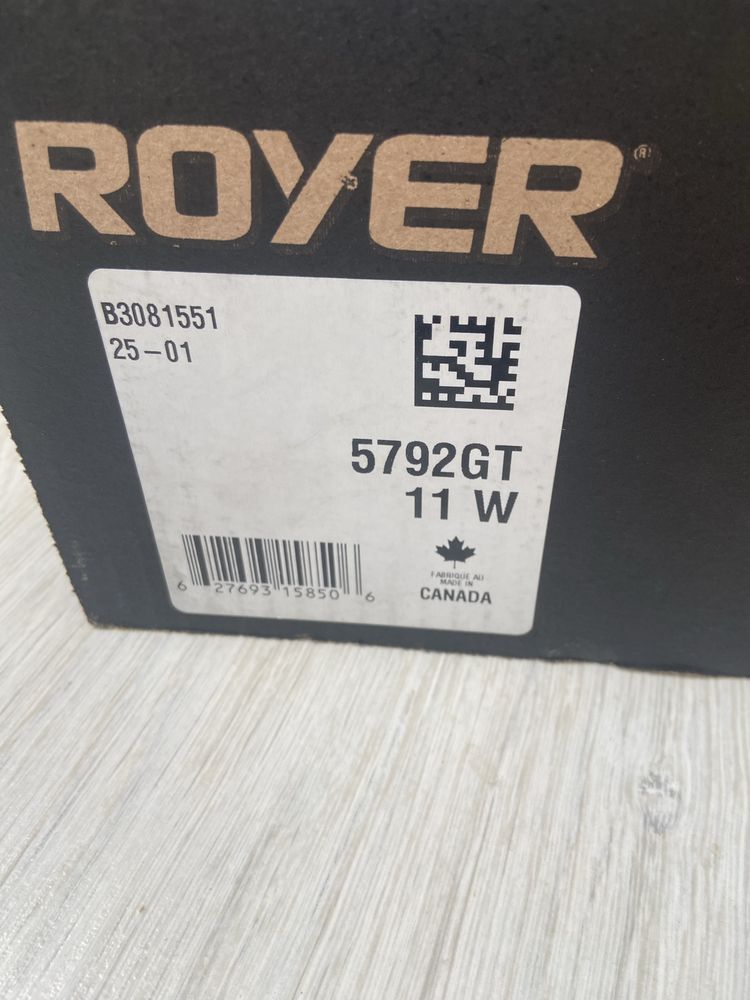 ROYER®
B3081551
25-01
5792GT
11 W
6 27693 15850 6
FABRIQUÉ AU
MADE IN
CANADA